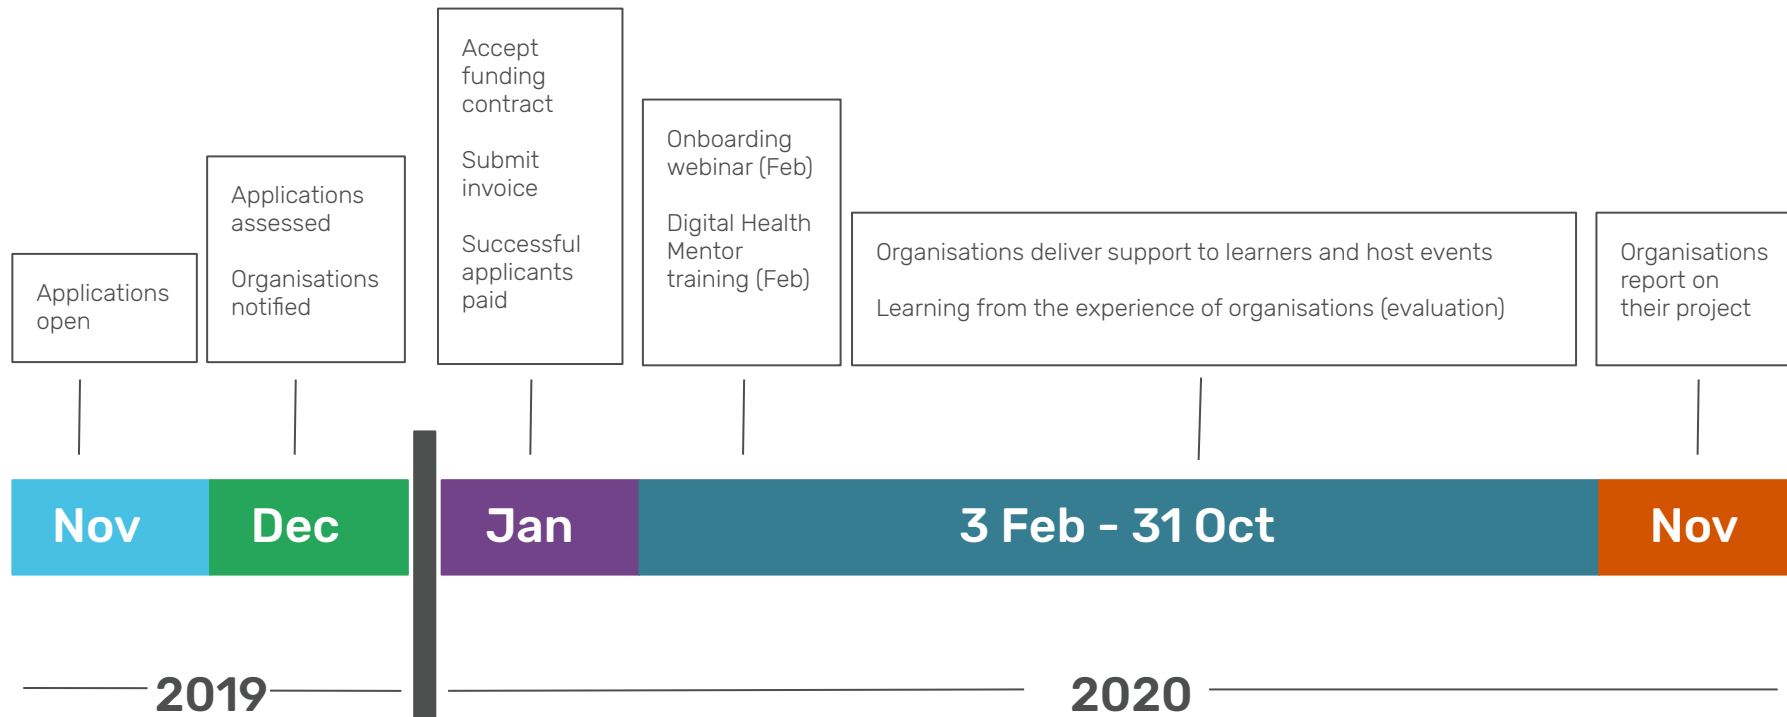 Applications
open
Applications
assessed
Organisations
notified
Accept
funding
contract
Submit
invoice
Successful
applicants
paid
Onboarding
webinar (Feb)
Digital Health
Mentor
training (Feb)
Organisations deliver support to learners and host events
Learning from the experience of organisations (evaluation)
Organisations
report on
their project
Nov
Dec
Jan
3 Feb - 31 Oct
Nov
2019
2020